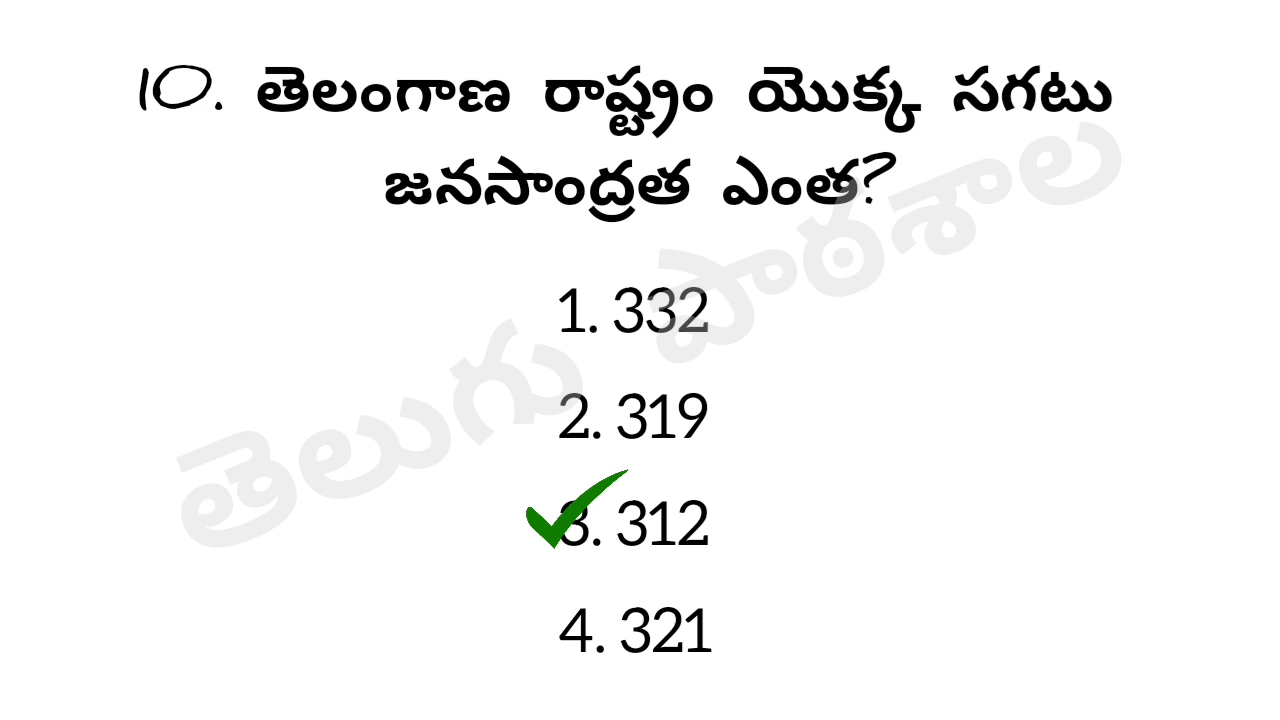 10. తెలంగాణ రాష్ట్రం యొక్క సగటు
జనసాంద్రత ఎంత?
1. 332
2. 319
3. 312
4. 321
తెలుగు పాఠశాల